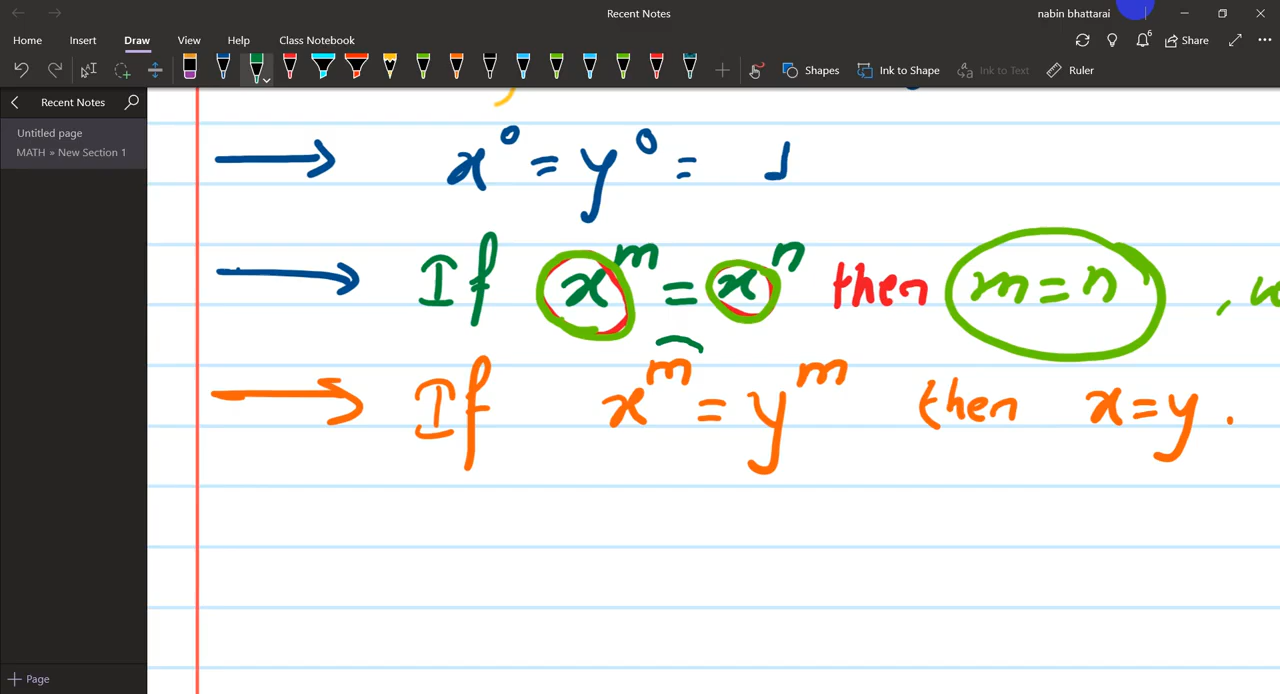 Recent Notes
nabin bhattarai
Home Insert Draw View Help Class Notebook
6 Share
Shapes Ink to Shape Ink to Text Ruler
Recent Notes
Untitled page
MATH » New Section 1
x⁰ = y⁰ = 1
If xᵐ = xⁿ then m=n ,
If xᵐ = yᵐ then x=y .
Page